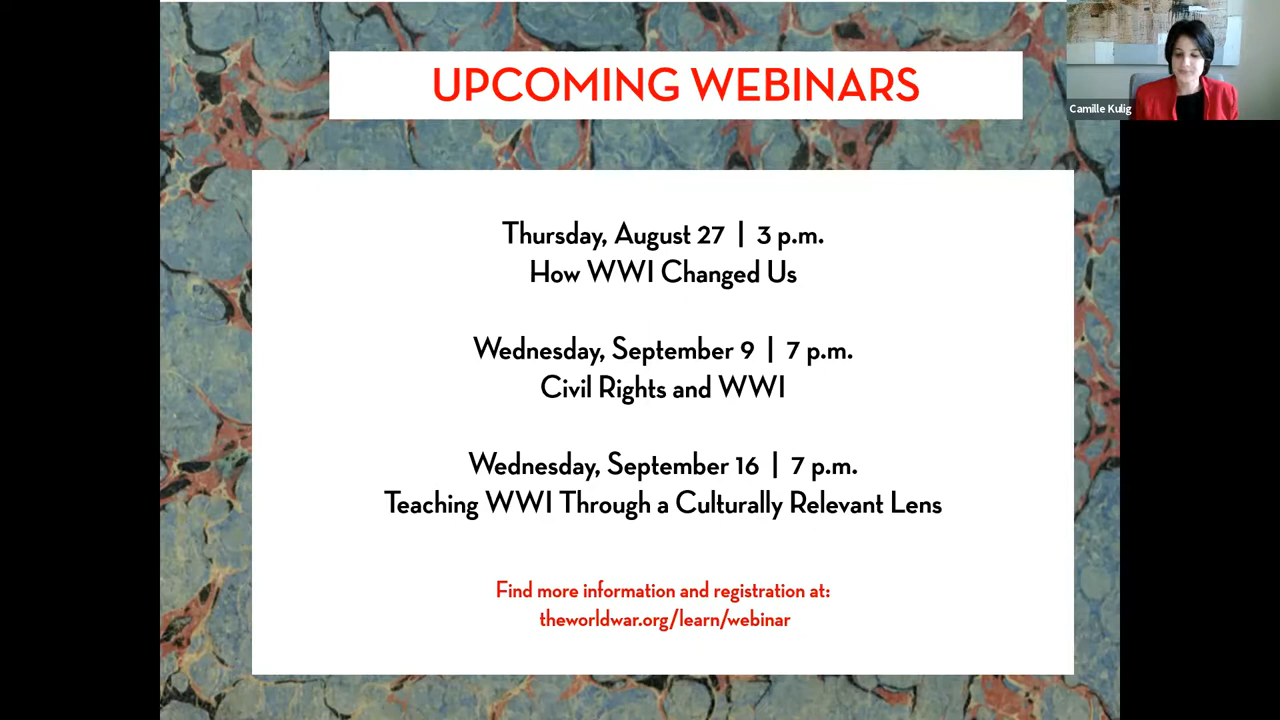 UPCOMING WEBINARS
Camille Kulig
Thursday, August 27 | 3 p.m.
How WWI Changed Us
Wednesday, September 9 | 7 p.m.
Civil Rights and WWI
Wednesday, September 16 | 7 p.m.
Teaching WWI Through a Culturally Relevant Lens
Find more information and registration at:
theworldwar.org/learn/webinar